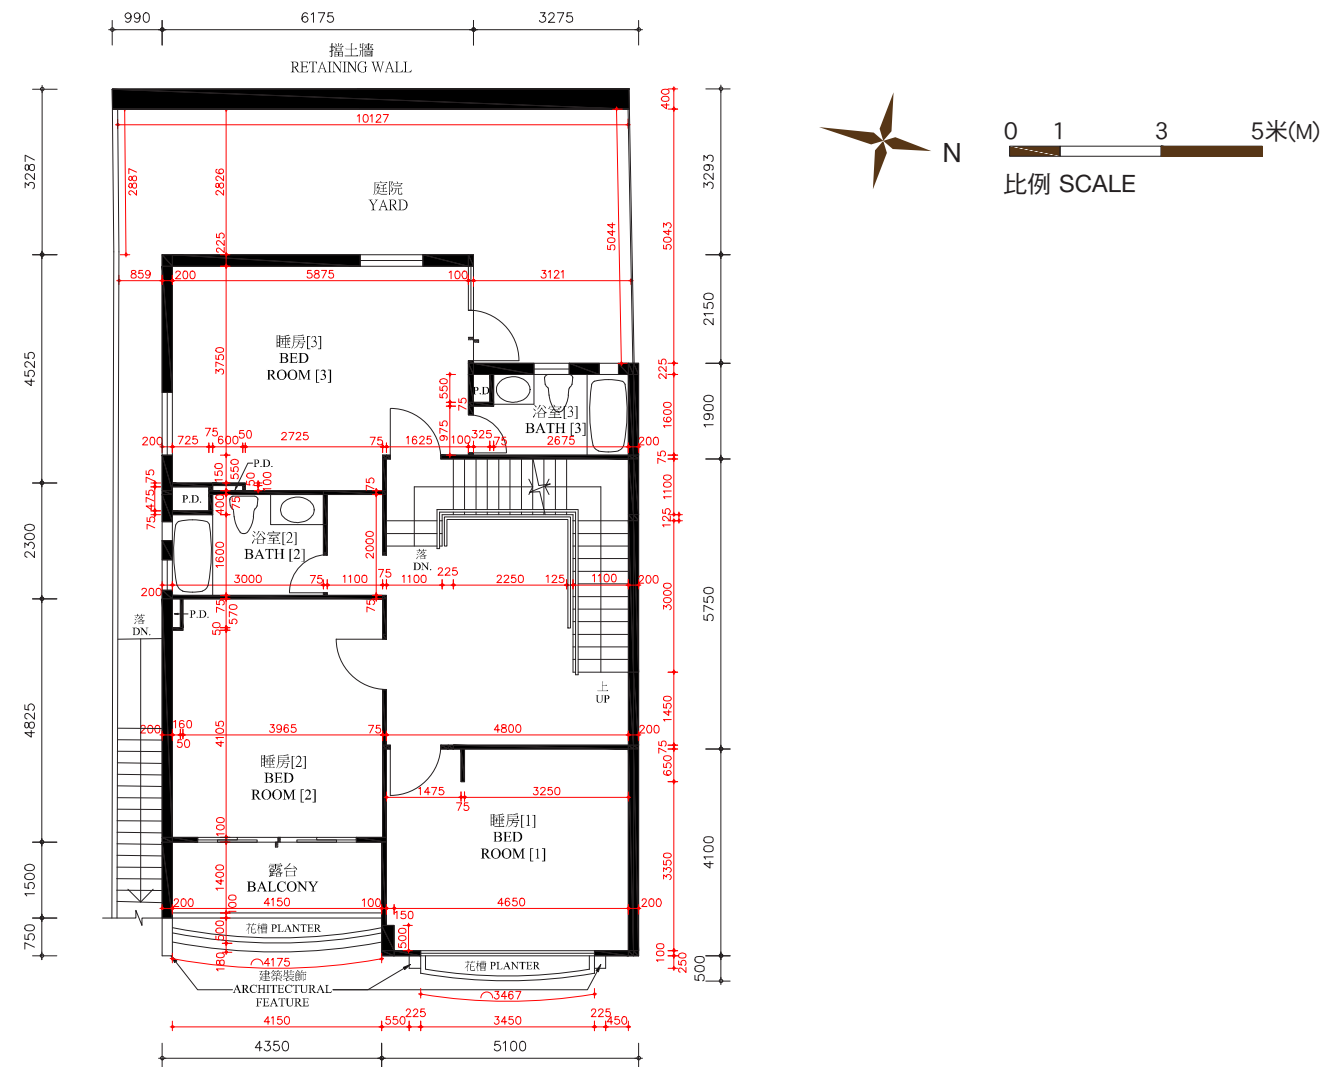 990 6175 3275
擋土牆
RETAINING WALL
400
10127
3287
2887
2826
庭院
YARD
5044
5043
3293
225
859 200 5875 100 3121
2150
睡房[3]
BED
ROOM [3]
3750
4525
225
P.D.
550
75
浴室[3]
BATH [3]
1600
1900
975
200 725 75 600 50 2725 75 1625 100 325 75 2675 200
75
P.D.
150
550
50
100
75
75
475
75
P.D.
400
75
1100
125
浴室[2]
BATH [2]
1600
2000
2300
落
DN.
200 3000 75 1100 75 1100 225 2250 125 1100 200
3000
5750
75
P.D.
50
570
75
落
DN.
上
UP
1450
4825
200 160 50 3965 75 4800 200
4105
75
650
睡房[2]
BED
ROOM [2]
1475 75 3250
睡房[1]
BED
ROOM [1]
100
3350
4100
露台
BALCONY
1400
1500
200 4150 100 4650 200
100
150
花槽 PLANTER
500
500
750
180
4175
花槽 PLANTER
100
250
500
建築裝飾
ARCHITECTURAL
FEATURE
3467
4150 550 225 3450 225 450
4350 5100
N
0 1 3 5米(M)
比例 SCALE